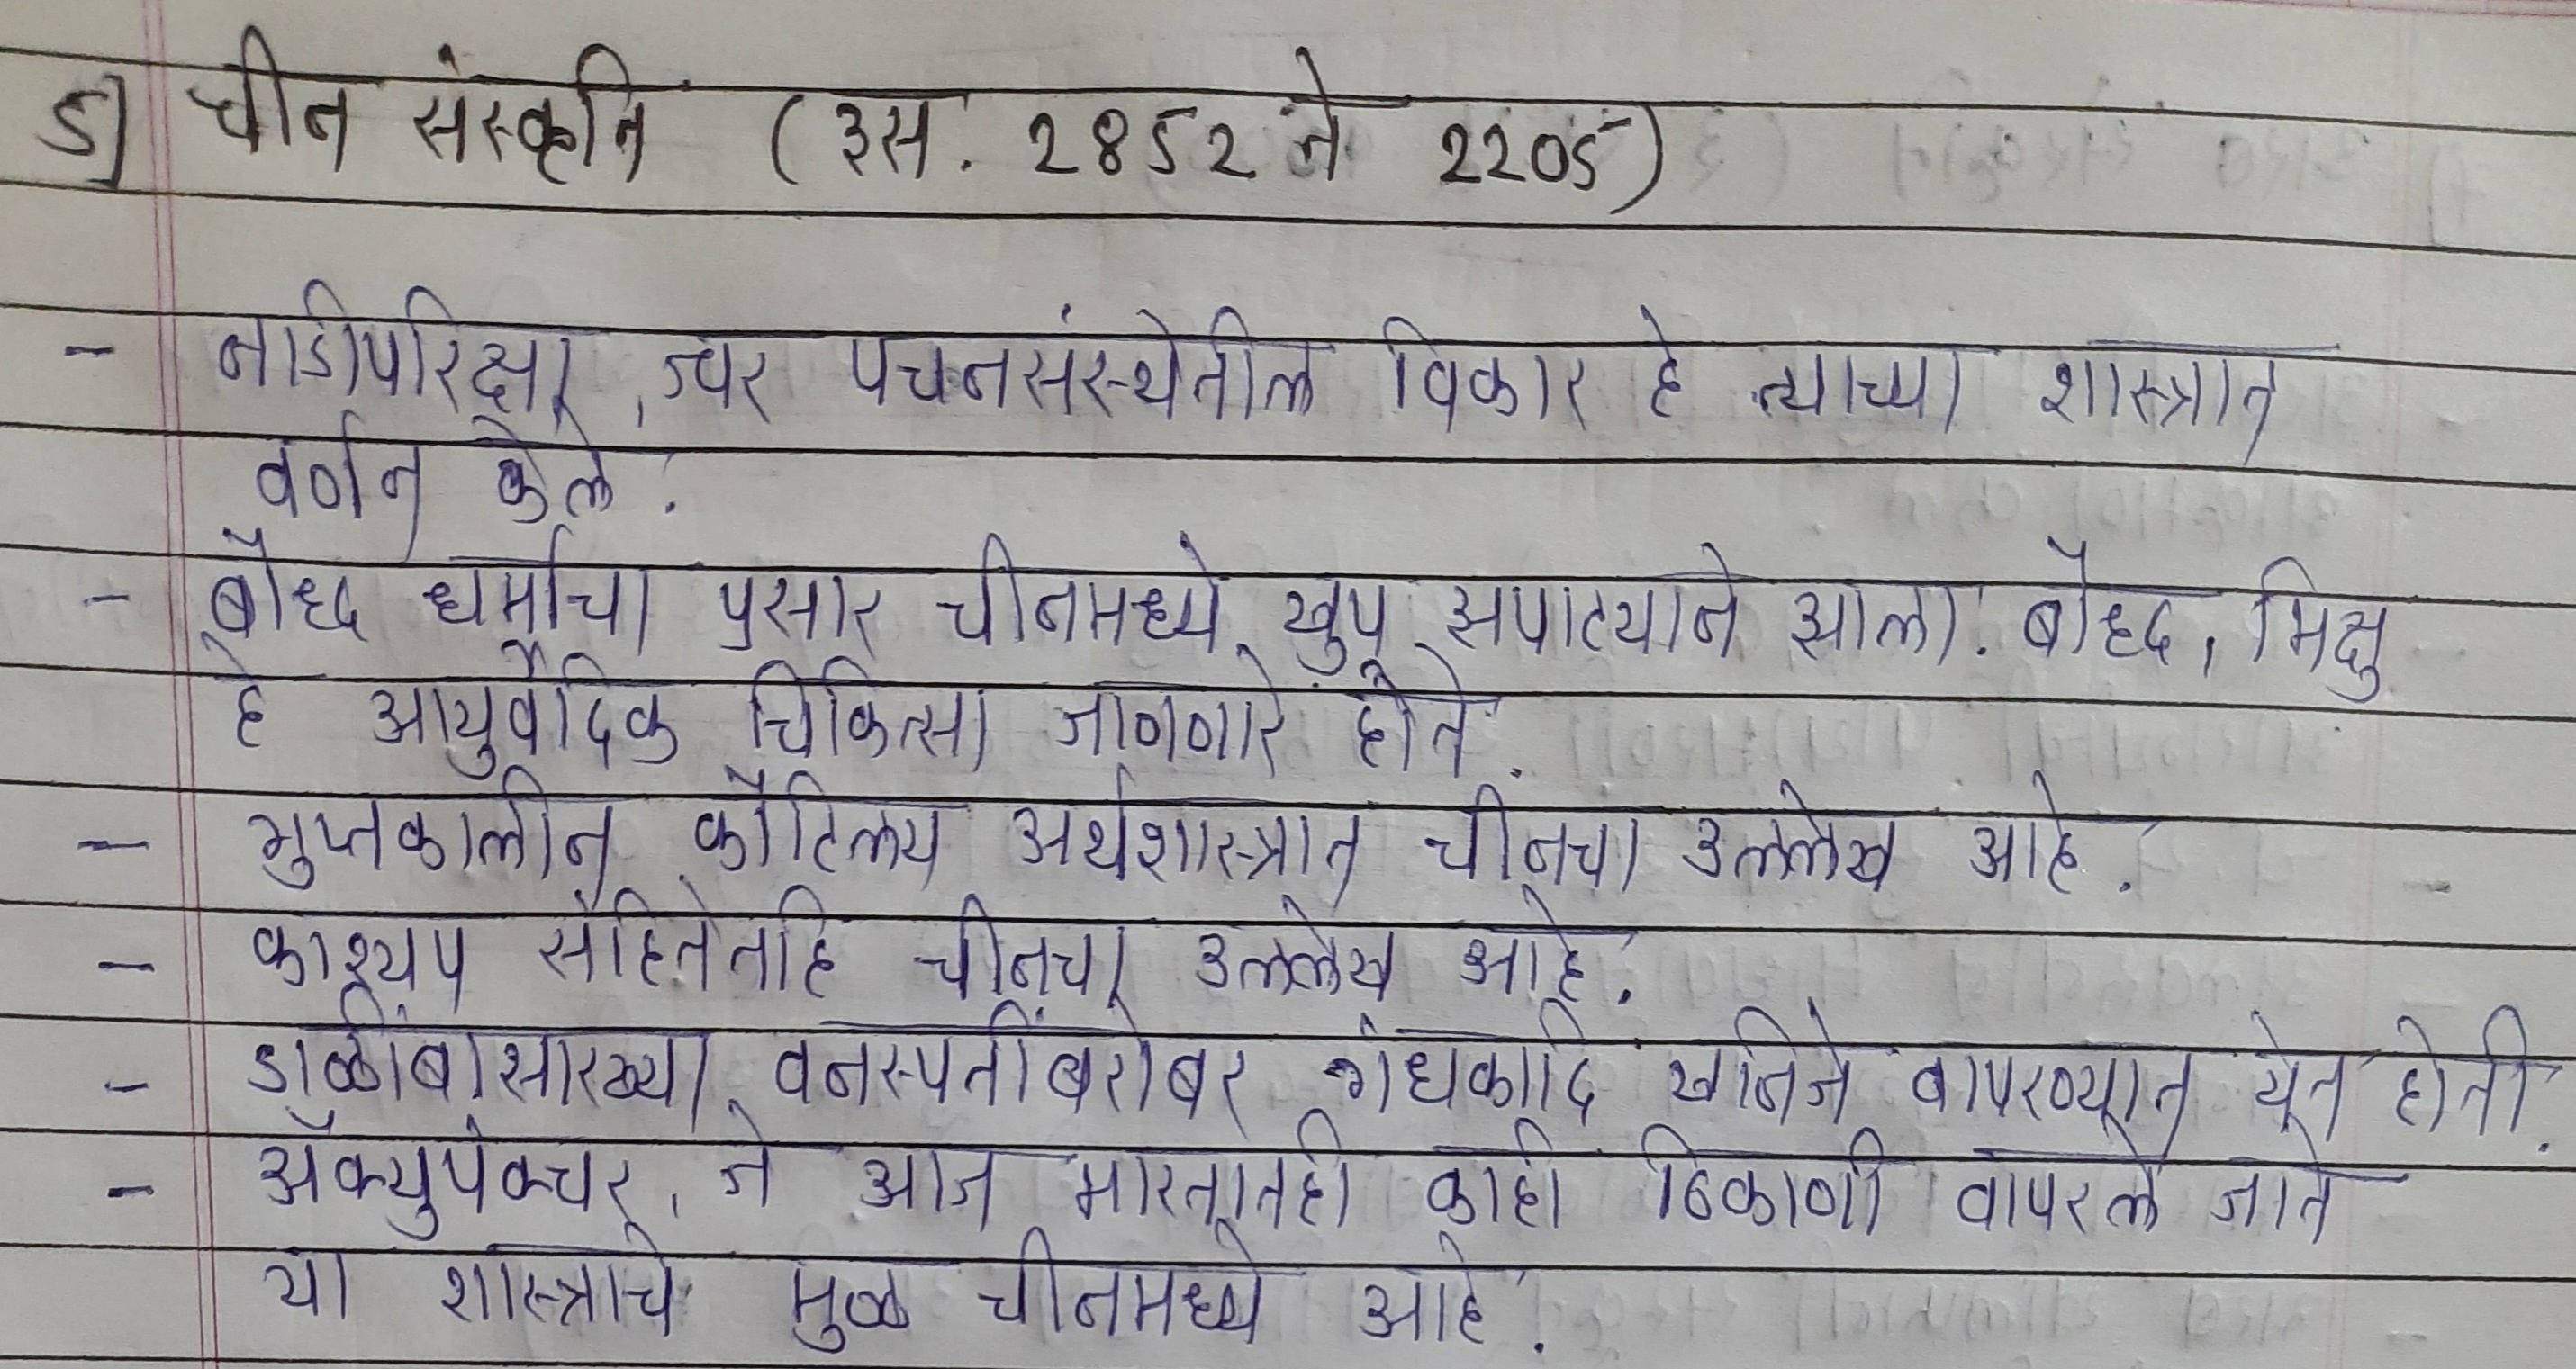 5] चीन संस्कृति (इस. 2852 ते 2205)
- नाडीपरिक्षा, ज्वर पचनसंस्थेतील विकार हे त्याच्या शास्त्रात
वर्णन केले.
- बौध्द धर्माचा प्रसार चीनमध्ये खुप झपाट्याने झाला. बौध्द, भिक्षु
हे आयुर्वेदिक चिकित्सा जाणणारे होते.
- गुप्तकालीन कौटिल्य अर्थशास्त्रात चीनचा उल्लेख आहे.
- काश्यप संहितेतहि चीनचा उल्लेख आहे.
- डाळींबासारख्या वनस्पतींबरोबर गंधकादि खनिजे वापरण्यात येत होती.
- अॅक्युपंक्चर, जे आज भारतातही काही ठिकाणी वापरले जाते
या शास्त्राचे मुळ चीनमध्ये आहे.